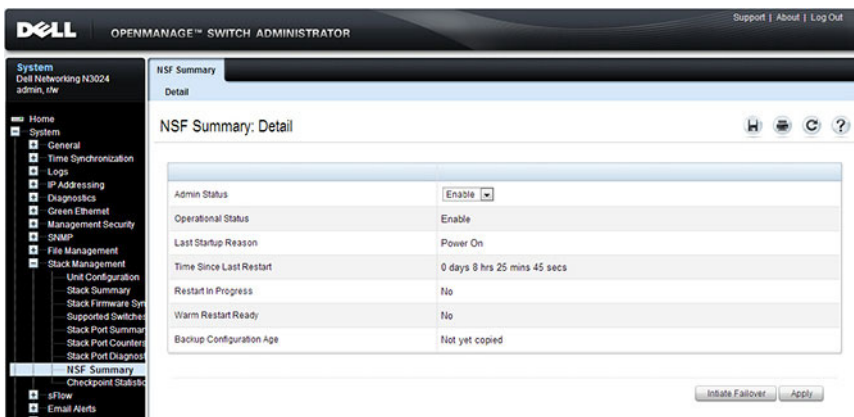 Support | About | Log Out
DELL OPENMANAGE™ SWITCH ADMINISTRATOR
System
Dell Networking N3024
admin, r/w
NSF Summary
Detail
Home
System
General
Time Synchronization
Logs
IP Addressing
Diagnostics
Green Ethernet
Management Security
SNMP
File Management
Stack Management
Unit Configuration
Stack Summary
Stack Firmware Syn
Supported Switches
Stack Port Summar
Stack Port Counters
Stack Port Diagnost
NSF Summary
Checkpoint Statistic
sFlow
Email Alerts
NSF Summary: Detail
Admin Status Enable
Operational Status Enable
Last Startup Reason Power On
Time Since Last Restart 0 days 8 hrs 25 mins 45 secs
Restart In Progress No
Warm Restart Ready No
Backup Configuration Age Not yet copied
Intiate Failover Apply